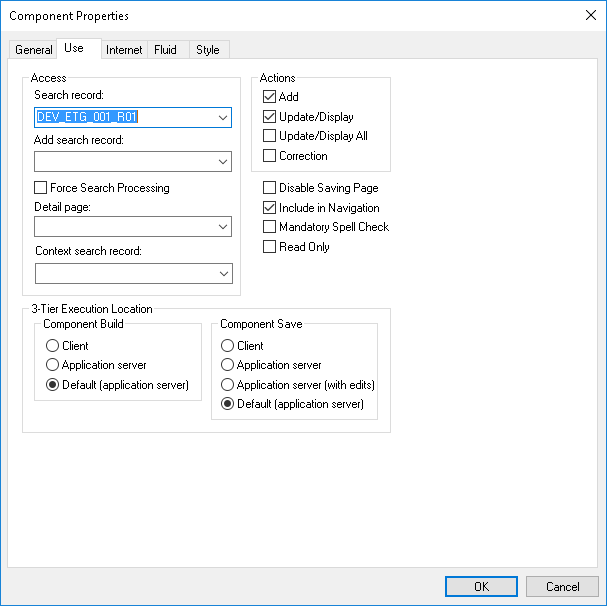 Component Properties
General Use Internet Fluid Style
Access
Search record:
DEV_ETG_001_R01
Add search record:
Force Search Processing
Detail page:
Context search record:
Actions
Add
Update/Display
Update/Display All
Correction
Disable Saving Page
Include in Navigation
Mandatory Spell Check
Read Only
3-Tier Execution Location
Component Build
Client
Application server
Default (application server)
Component Save
Client
Application server
Application server (with edits)
Default (application server)
OK Cancel